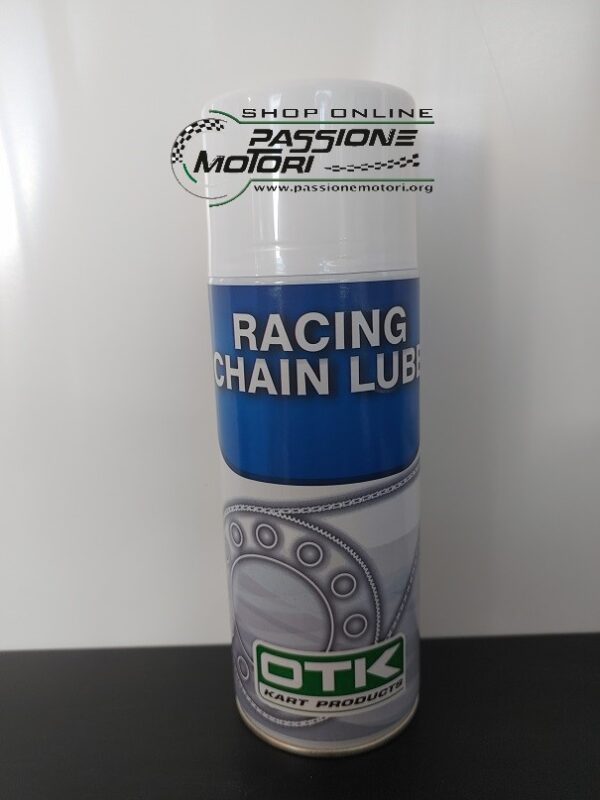 SHOP ONLINE
PASSIONE
MOTORI
www.passionemotori.org
RACING
CHAIN LUBE
OTK
KART PRODUCTS